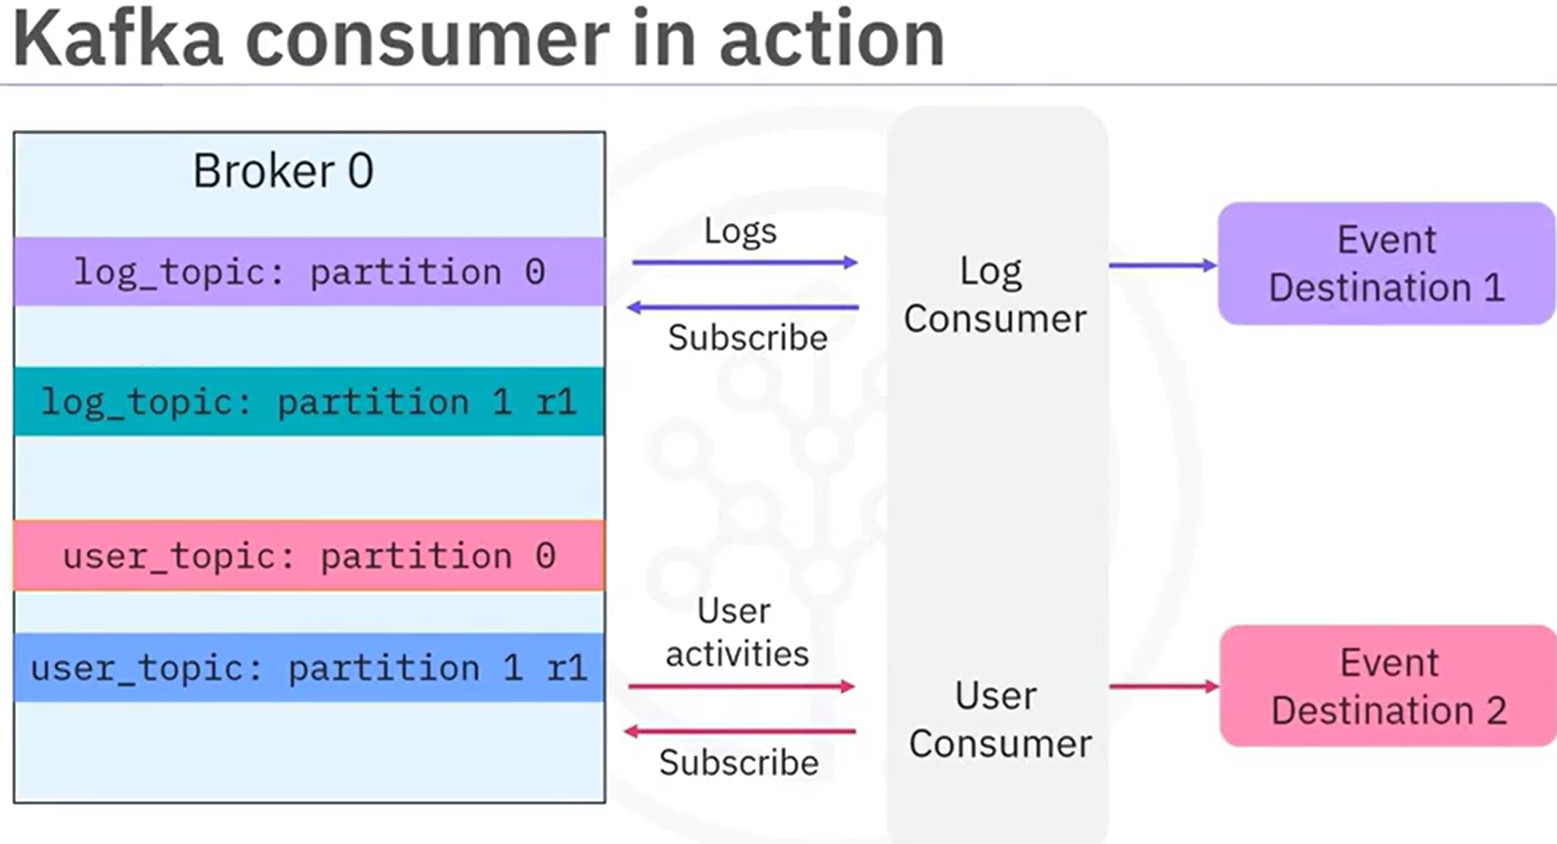 Kafka consumer in action
Broker 0
log_topic: partition 0
log_topic: partition 1 r1
user_topic: partition 0
user_topic: partition 1 r1
Logs
Subscribe
User
activities
Subscribe
Log
Consumer
User
Consumer
Event
Destination 1
Event
Destination 2